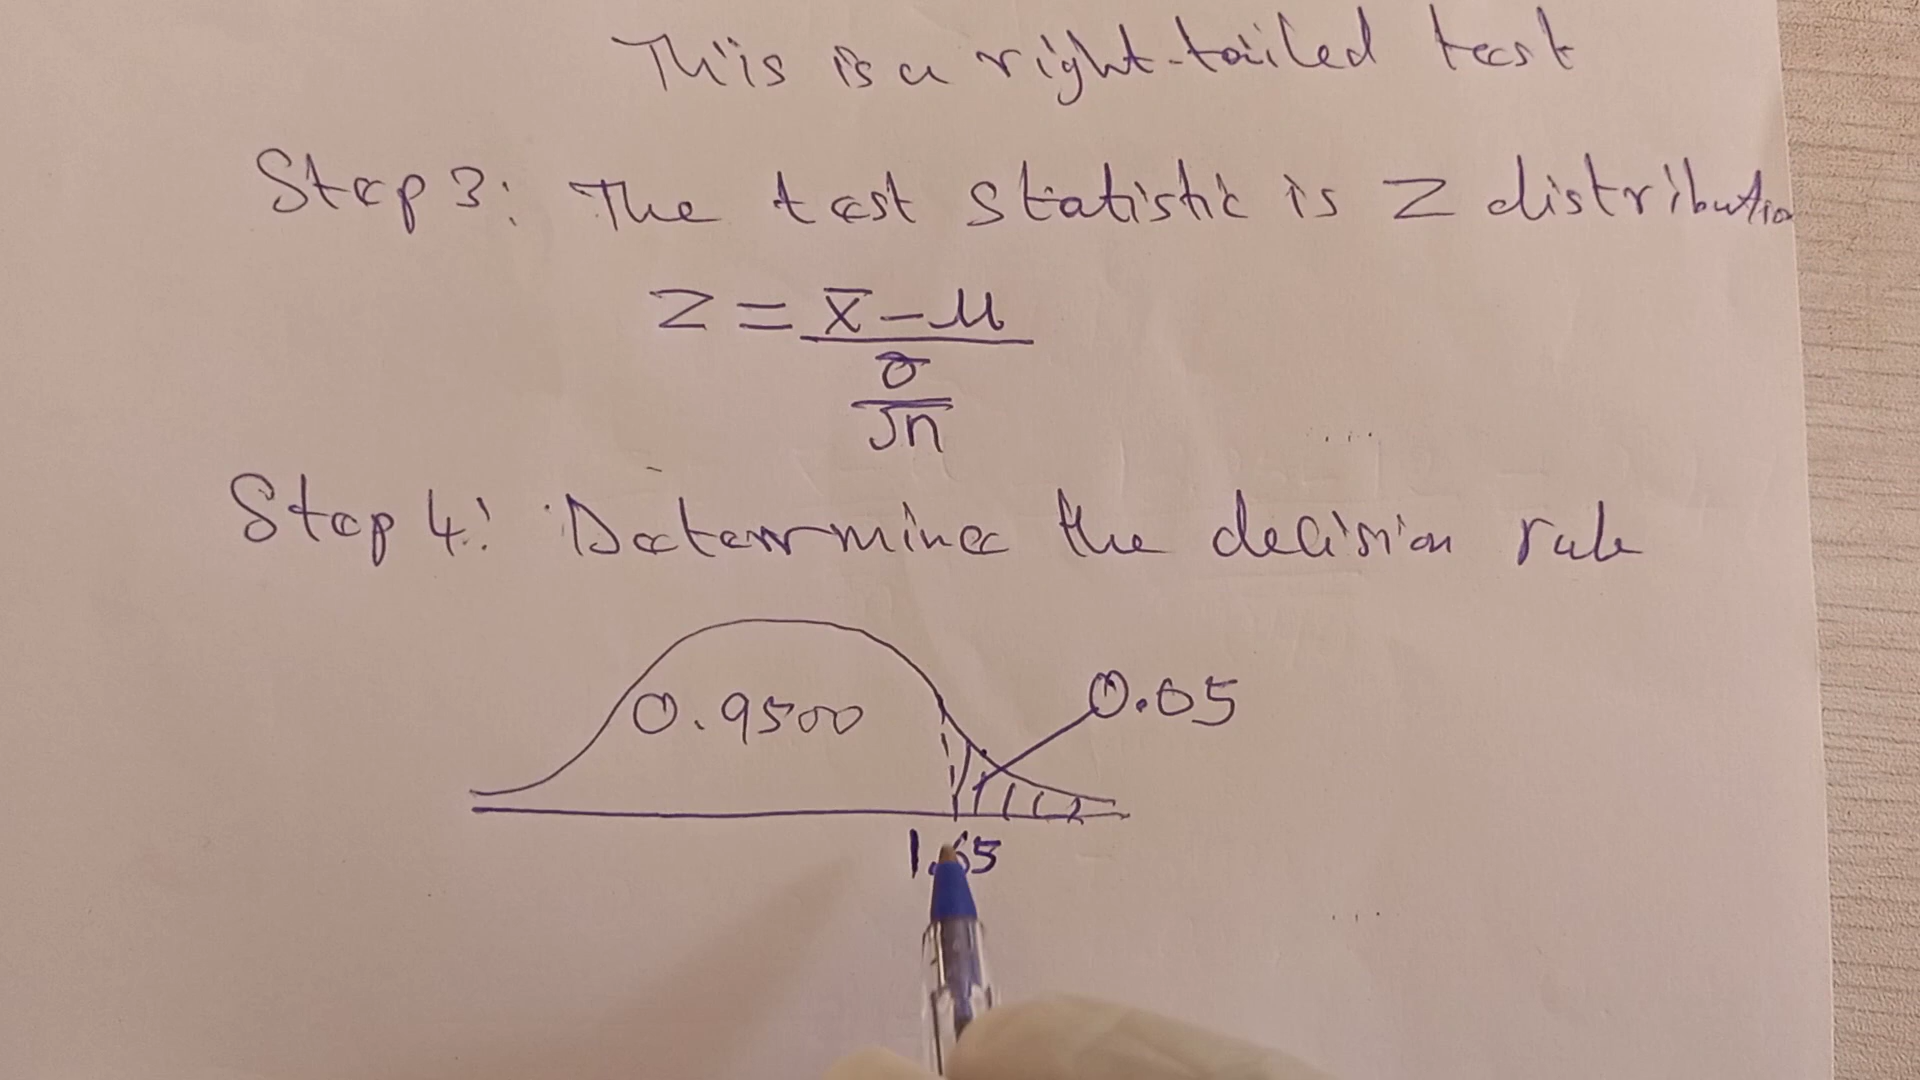 This is a right-tailed test
Step 3: The test statistic is Z distribution
Z = x̄ - μ
σ
√n
Step 4: Determine the decision rule
0.9500
0.05
1.65